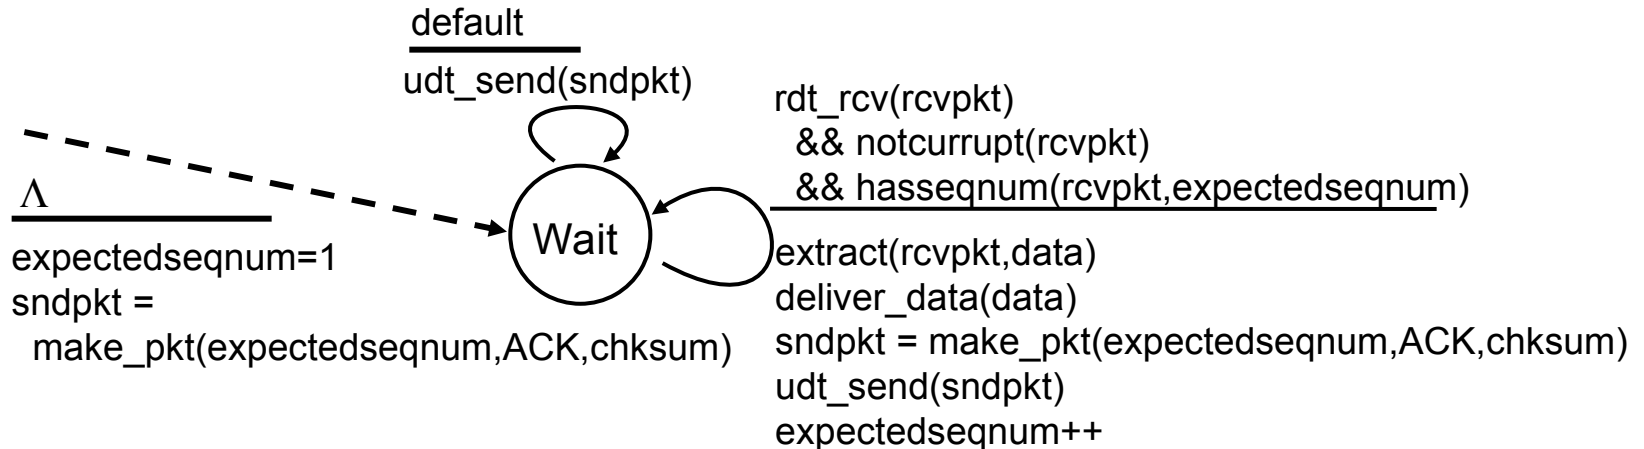 default
udt_send(sndpkt)
rdt_rcv(rcvpkt)
&& notcurrupt(rcvpkt)
&& hasseqnum(rcvpkt,expectedseqnum)
Λ
expectedseqnum=1
sndpkt =
make_pkt(expectedseqnum,ACK,chksum)
Wait
extract(rcvpkt,data)
deliver_data(data)
sndpkt = make_pkt(expectedseqnum,ACK,chksum)
udt_send(sndpkt)
expectedseqnum++